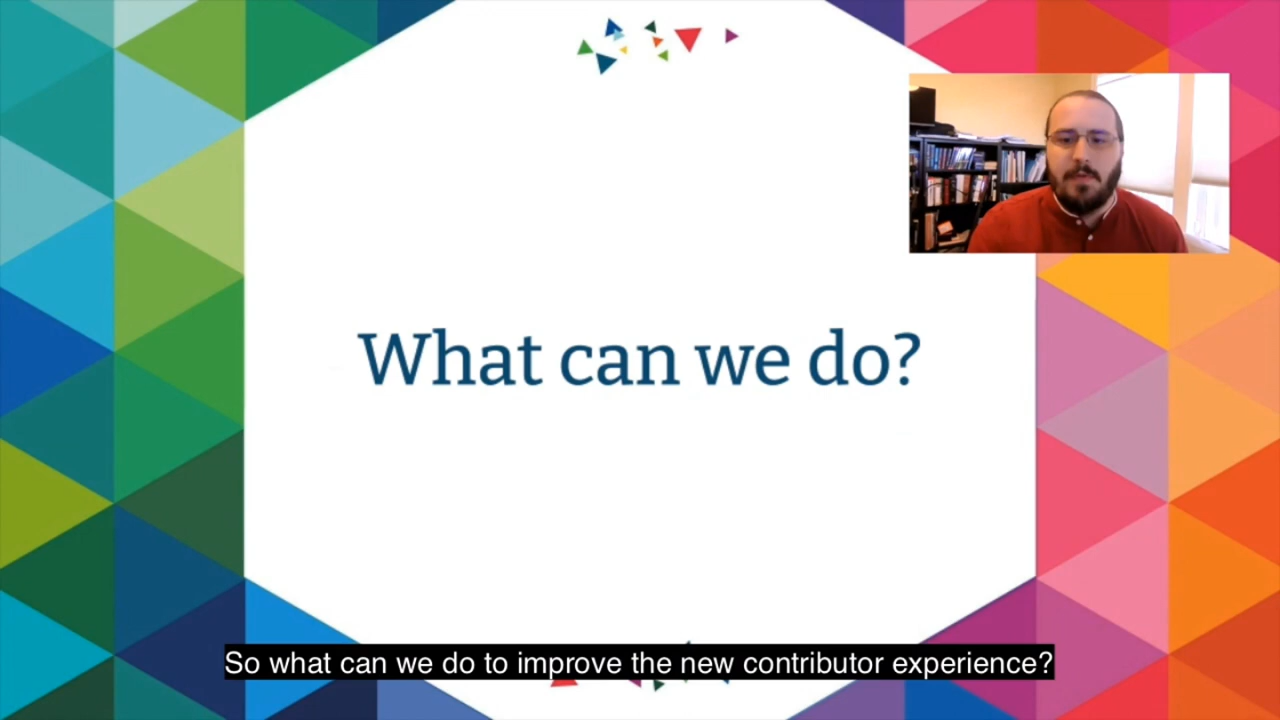 What can we do?
So what can we do to improve the new contributor experience?